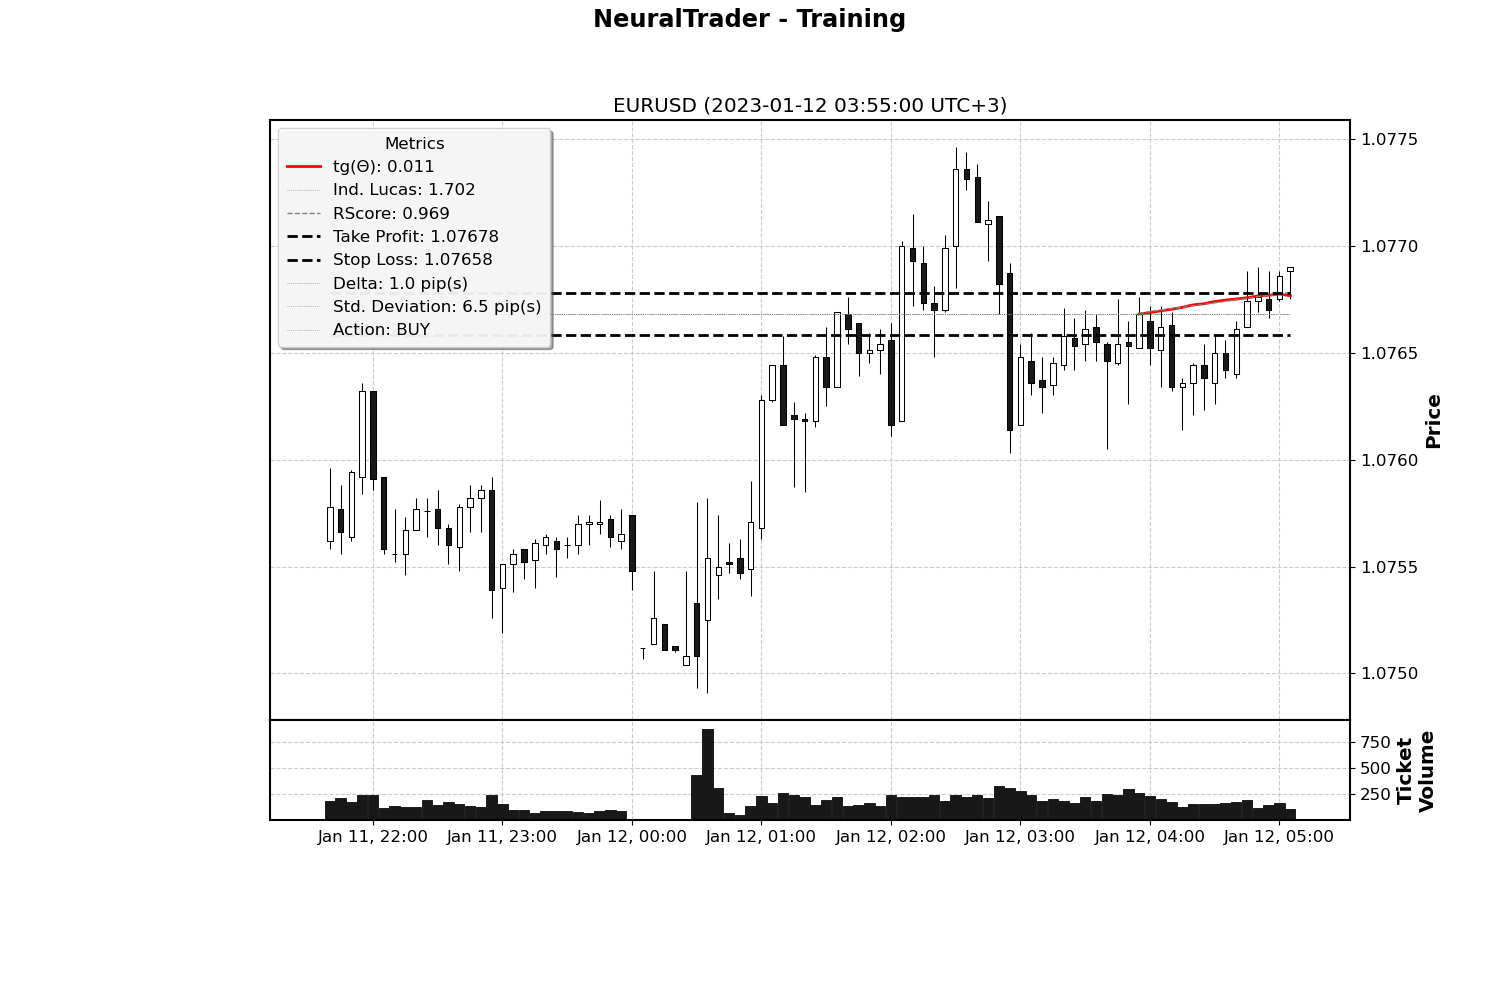 NeuralTrader - Training
EURUSD (2023-01-12 03:55:00 UTC+3)
Metrics
tg(Θ): 0.011
Ind. Lucas: 1.702
RScore: 0.969
Take Profit: 1.07678
Stop Loss: 1.07658
Delta: 1.0 pip(s)
Std. Deviation: 6.5 pip(s)
Action: BUY
1.0775
1.0770
1.0765
1.0760
1.0755
1.0750
Price
750
500
250
Ticket
Volume
Jan 11, 22:00 Jan 11, 23:00 Jan 12, 00:00 Jan 12, 01:00 Jan 12, 02:00 Jan 12, 03:00 Jan 12, 04:00 Jan 12, 05:00